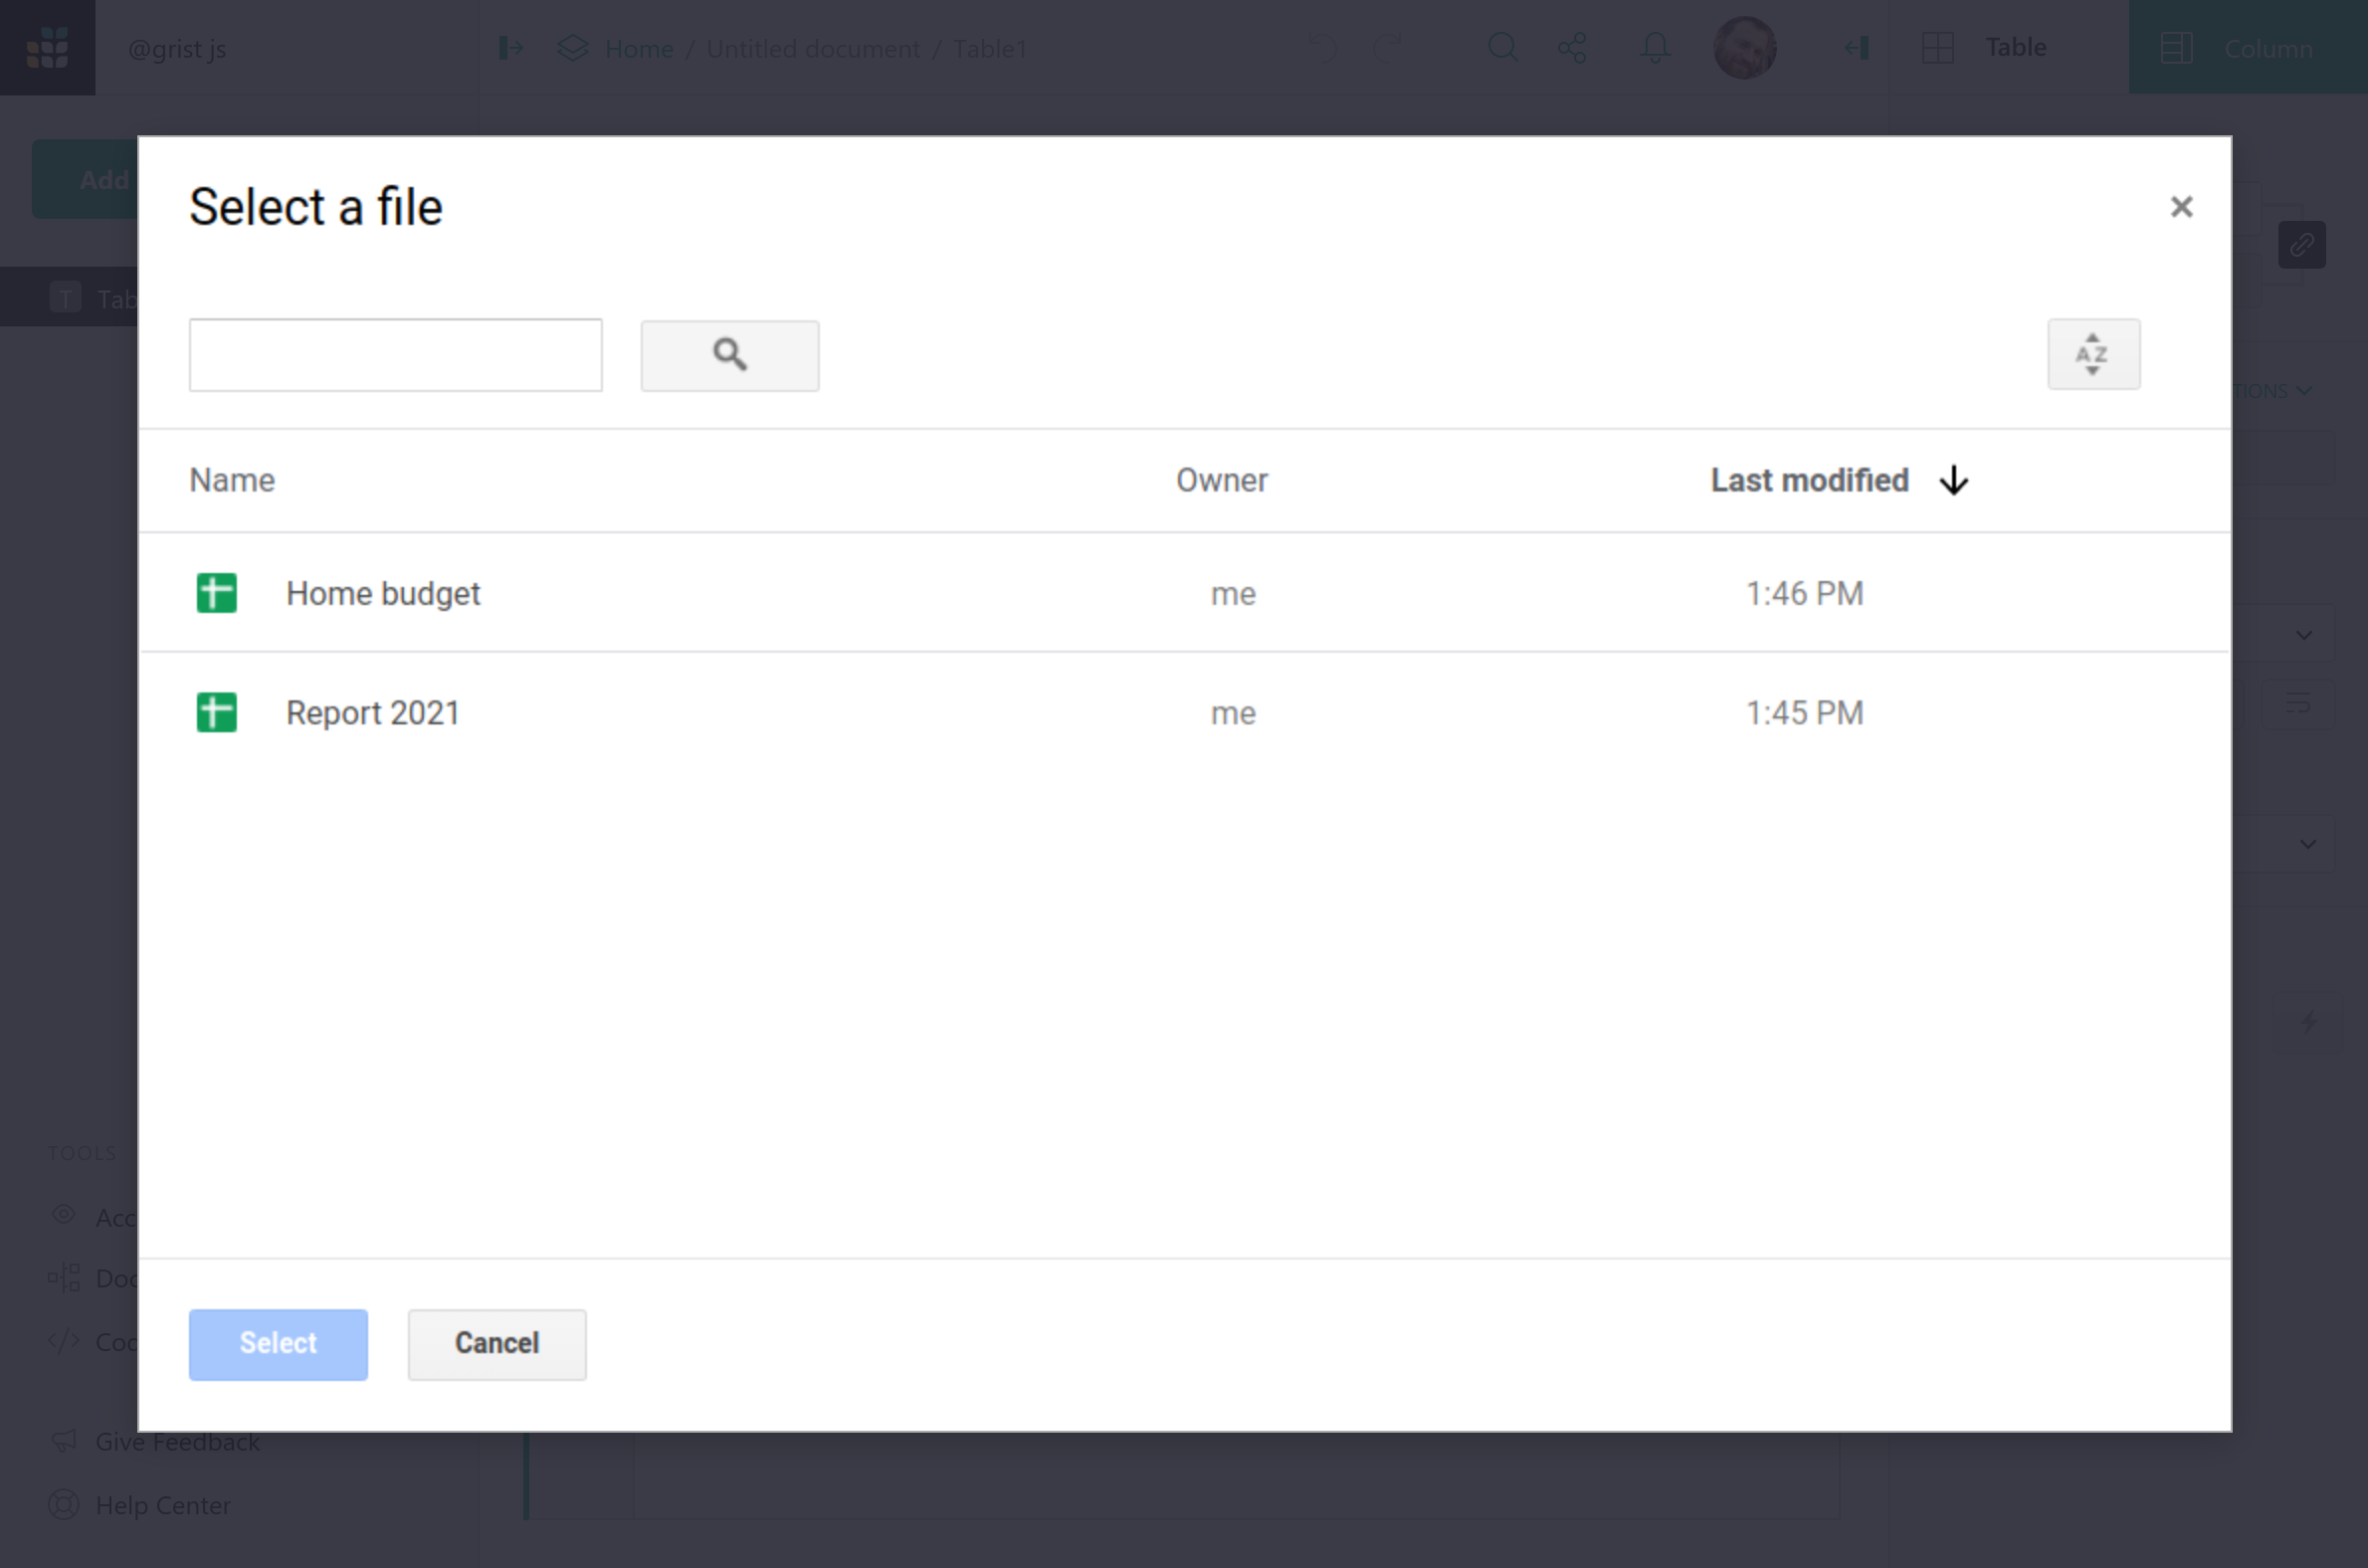 @grist js
Home / Untitled document / Table1
Table
Column
Add
Select a file
T
Tab
A Z
TIONS
Name
Owner
Last modified
Home budget
me
1:46 PM
Report 2021
me
1:45 PM
TOOLS
Acc
Doc
Coo
Select
Cancel
Give Feedback
Help Center